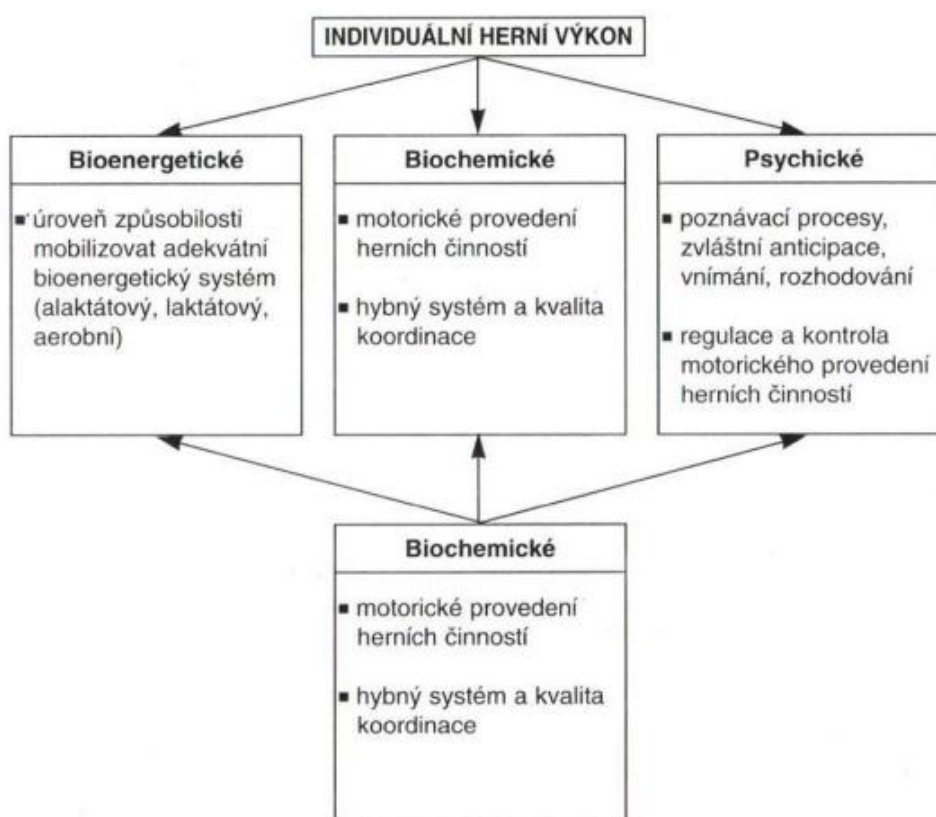 INDIVIDUÁLNÍ HERNÍ VÝKON
Bioenergetické
■ úroveň způsobilosti
mobilizovat adekvátní
bioenergetický systém
(alaktátový, laktátový,
aerobní)
Biochemické
■ motorické provedení
herních činností
■ hybný systém a kvalita
koordinace
Psychické
■ poznávací procesy,
zvláštní anticipace,
vnímání, rozhodování
■ regulace a kontrola
motorického provedení
herních činností
Biochemické
■ motorické provedení
herních činností
■ hybný systém a kvalita
koordinace